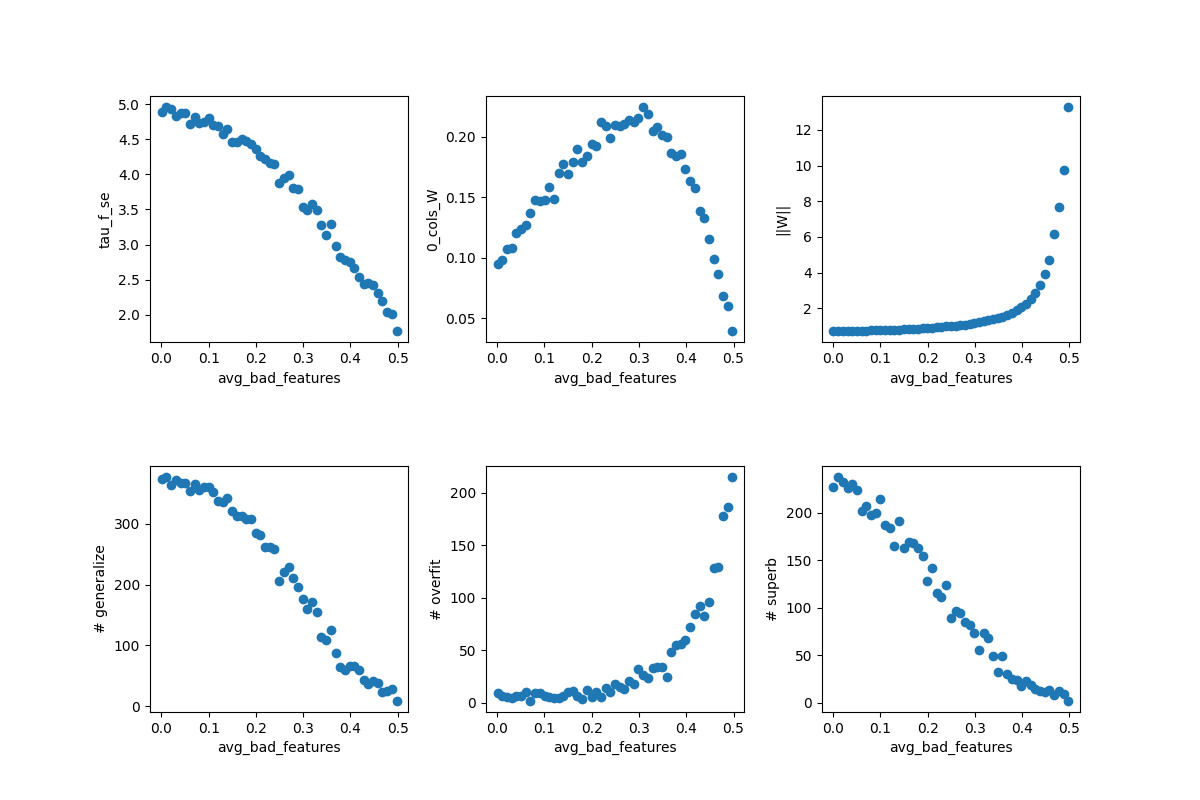 5.0
4.5
4.0
3.5
3.0
2.5
2.0
tau_f_se
0.0 0.1 0.2 0.3 0.4 0.5
avg_bad_features
0.20
0.15
0.10
0.05
0_cols_W
0.0 0.1 0.2 0.3 0.4 0.5
avg_bad_features
12
10
8
6
4
2
||W||
0.0 0.1 0.2 0.3 0.4 0.5
avg_bad_features
300
200
100
0
# generalize
0.0 0.1 0.2 0.3 0.4 0.5
avg_bad_features
200
150
100
50
0
# overfit
0.0 0.1 0.2 0.3 0.4 0.5
avg_bad_features
200
150
100
50
0
# superb
0.0 0.1 0.2 0.3 0.4 0.5
avg_bad_features